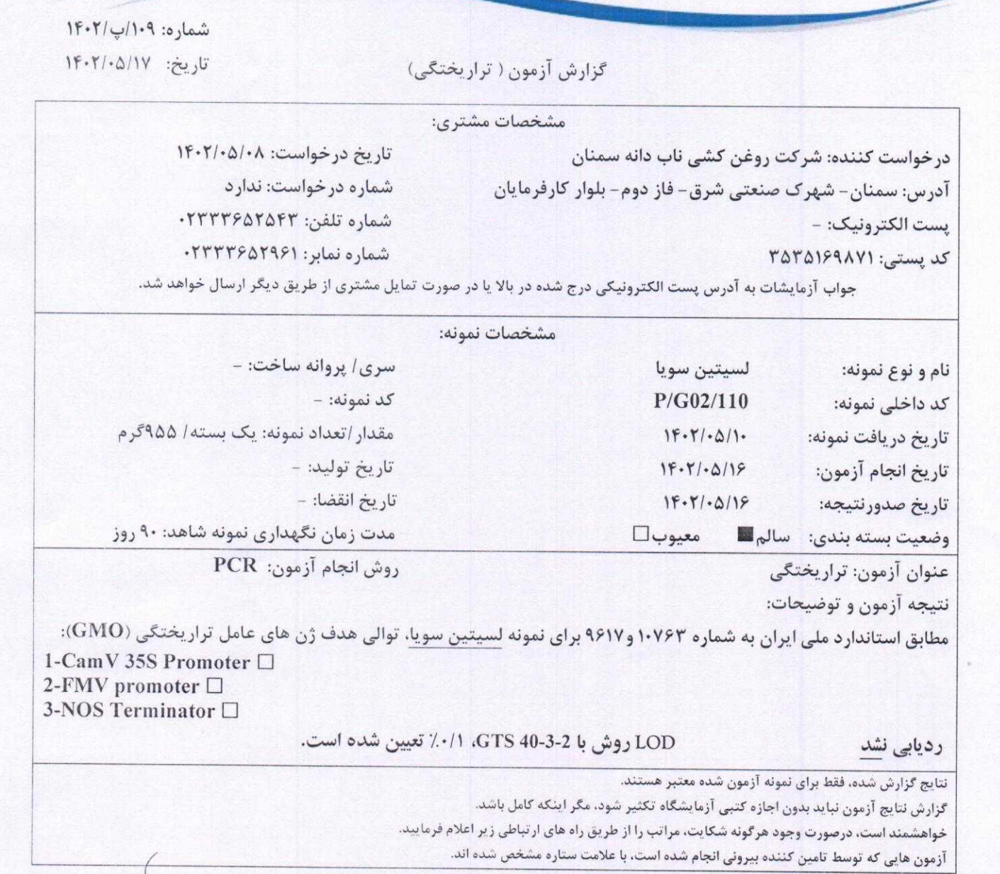 شماره: ۱۰۹/پ/۱۴۰۲
تاریخ: ۱۴۰۲/۰۵/۱۷
گزارش آزمون ( تراریختگی)
مشخصات مشتری:
درخواست کننده: شرکت روغن کشی ناب دانه سمنان
تاریخ درخواست: ۱۴۰۲/۰۵/۰۸
آدرس: سمنان- شهرک صنعتی شرق- فاز دوم- بلوار کارفرمایان
شماره درخواست: ندارد
پست الکترونیک: -
شماره تلفن: ۰۲۳۳۳۶۵۲۵۴۳
کد پستی: ۳۵۳۵۱۶۹۸۷۱
شماره نمابر: ۰۲۳۳۳۶۵۲۹۶۱
جواب آزمایشات به آدرس پست الکترونیکی درج شده در بالا یا در صورت تمایل مشتری از طریق دیگر ارسال خواهد شد.
مشخصات نمونه:
نام و نوع نمونه: لسیتین سویا
سری/ پروانه ساخت: -
کد داخلی نمونه: P/G02/110
کد نمونه: -
تاریخ دریافت نمونه: ۱۴۰۲/۰۵/۱۰
مقدار/تعداد نمونه: یک بسته/ ۹۵۵گرم
تاریخ انجام آزمون: ۱۴۰۲/۰۵/۱۶
تاریخ تولید: -
تاریخ صدورنتیجه: ۱۴۰۲/۰۵/۱۶
تاریخ انقضا: -
وضعیت بسته بندی: سالم■ معیوب□
مدت زمان نگهداری نمونه شاهد: ۹۰ روز
عنوان آزمون: تراریختگی
روش انجام آزمون: PCR
نتیجه آزمون و توضیحات:
مطابق استاندارد ملی ایران به شماره ۱۰۷۶۳ و ۹۶۱۷ برای نمونه لسیتین سویا، توالی هدف ژن های عامل تراریختگی (GMO):
1-CamV 35S Promoter □
2-FMV promoter □
3-NOS Terminator □
ردیابی نشد
LOD روش با GTS 40-3-2، ۰/۱٪ تعیین شده است.
نتایج گزارش شده، فقط برای نمونه آزمون شده معتبر هستند.
گزارش نتایج آزمون نباید بدون اجازه کتبی آزمایشگاه تکثیر شود، مگر اینکه کامل باشد.
خواهشمند است، درصورت وجود هرگونه شکایت، مراتب را از طریق راه های ارتباطی زیر اعلام فرمایید.
آزمون هایی که توسط تامین کننده بیرونی انجام شده است، با علامت ستاره مشخص شده اند.